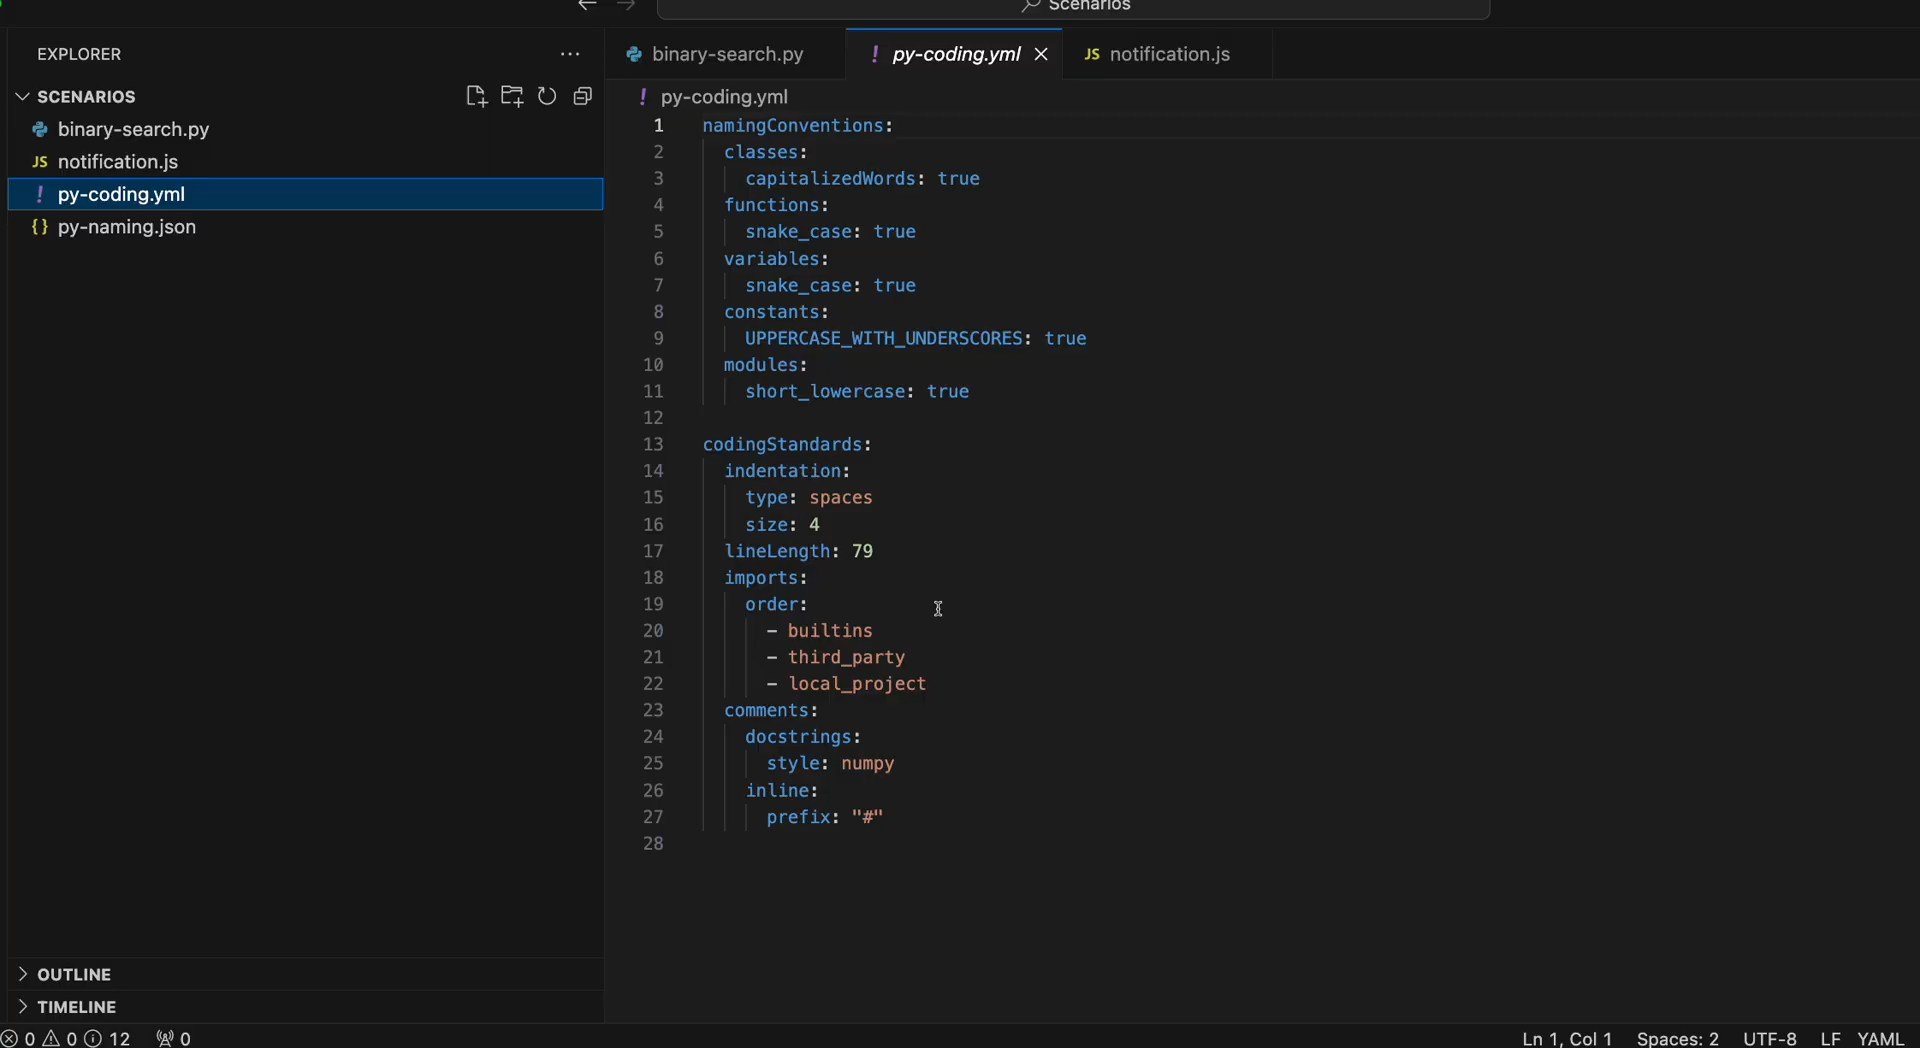 Scenarios
EXPLORER
SCENARIOS
binary-search.py
JS notification.js
! py-coding.yml
{} py-naming.json
OUTLINE
TIMELINE
binary-search.py
! py-coding.yml
JS notification.js
! py-coding.yml
1 namingConventions:
2 classes:
3 capitalizedWords: true
4 functions:
5 snake_case: true
6 variables:
7 snake_case: true
8 constants:
9 UPPERCASE_WITH_UNDERSCORES: true
10 modules:
11 short_lowercase: true
12
13 codingStandards:
14 indentation:
15 type: spaces
16 size: 4
17 lineLength: 79
18 imports:
19 order:
20 - builtins
21 - third_party
22 - local_project
23 comments:
24 docstrings:
25 style: numpy
26 inline:
27 prefix: "#"
28
0 0 12 0
Ln 1, Col 1 Spaces: 2 UTF-8 LF YAML